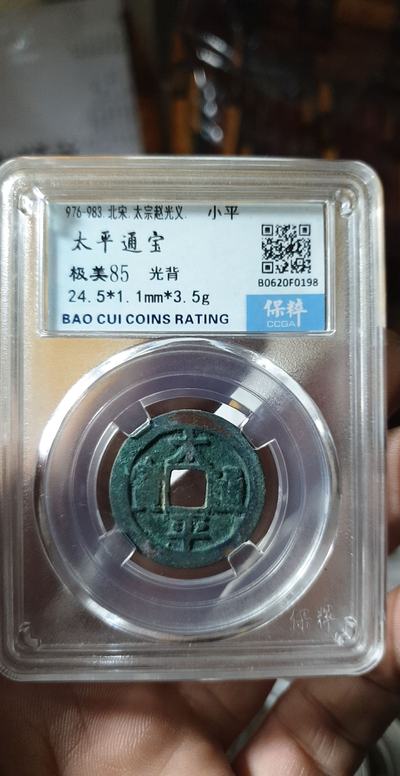 976-983 北宋.太宗赵光义. 小平
太平通宝
极美85 光背
B0620F0198
24.5*1.1mm*3.5g
保粹
CCGA
BAO CUI COINS RATING
太
通
平
保粹